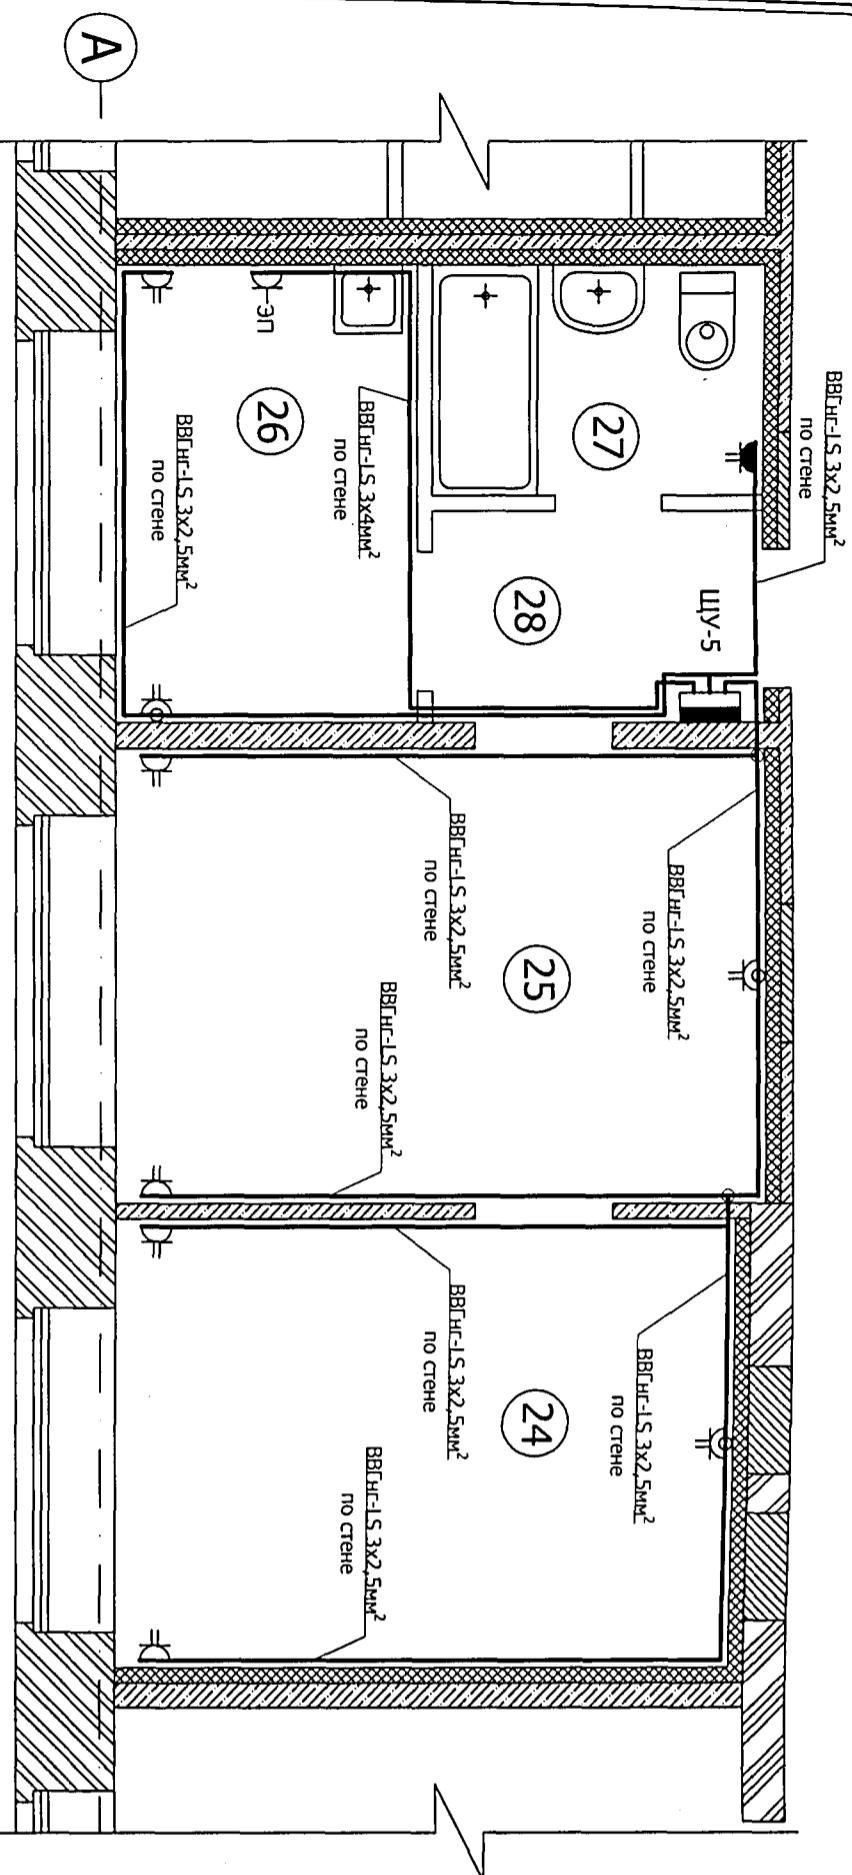 А
ВВГнг-LS 3х2,5мм²
по стене
ЭП
26
ВВГнг-LS 3х4мм²
по стене
27
ВВГнг-LS 3х2,5мм²
по стене
28
ЩУ-5
ВВГнг-LS 3х2,5мм²
по стене
25
ВВГнг-LS 3х2,5мм²
по стене
ВВГнг-LS 3х2,5мм²
по стене
ВВГнг-LS 3х2,5мм²
по стене
24
ВВГнг-LS 3х2,5мм²
по стене
ВВГнг-LS 3х2,5мм²
по стене